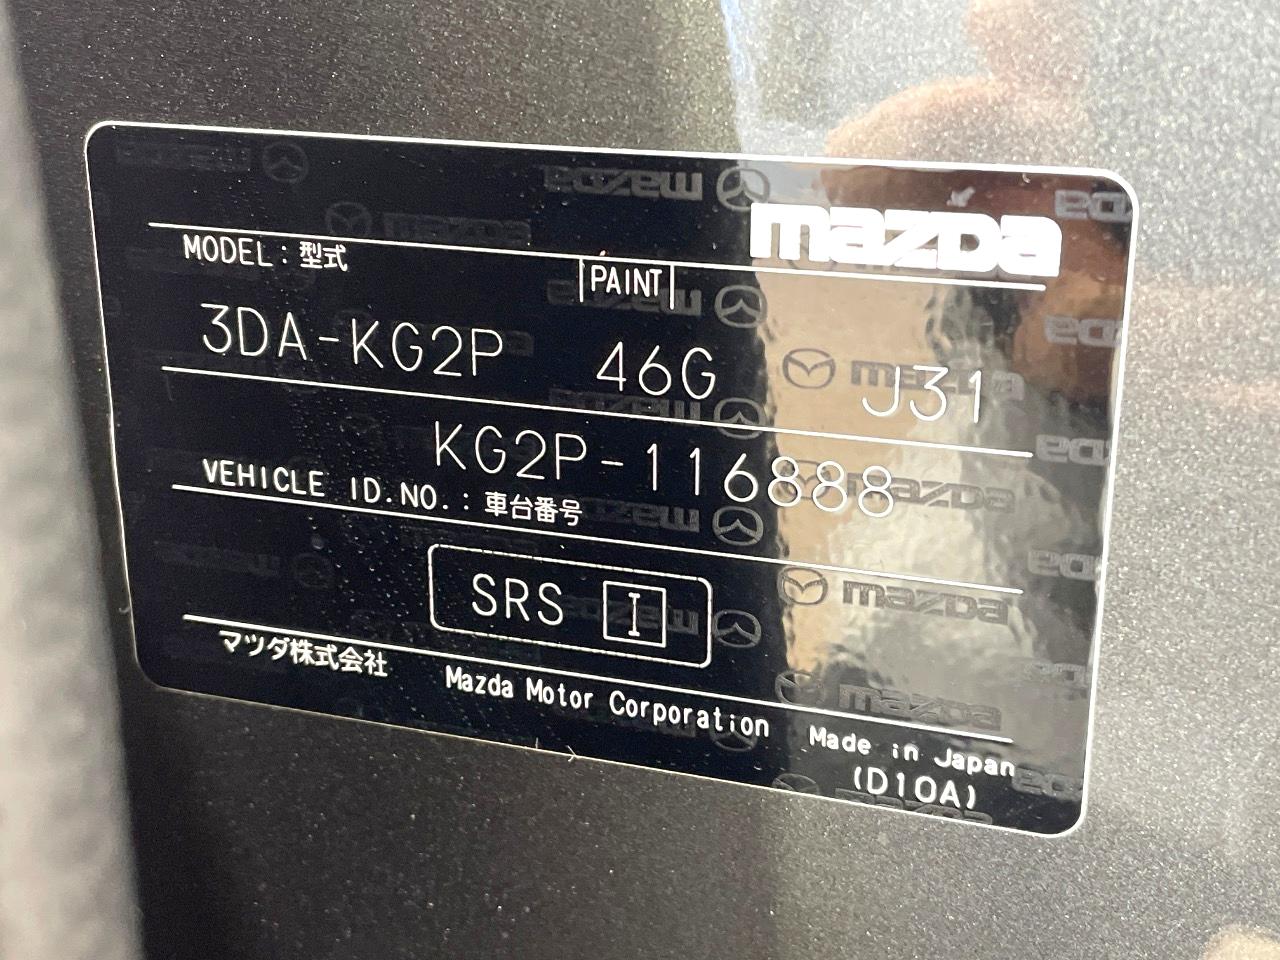 mazda
MODEL : 型式 PAINT
3DA-KG2P 46G J31
KG2P-116888
VEHICLE ID.NO. : 車台番号
SRS I
マツダ株式会社 Mazda Motor Corporation Made in Japan
(D10A)